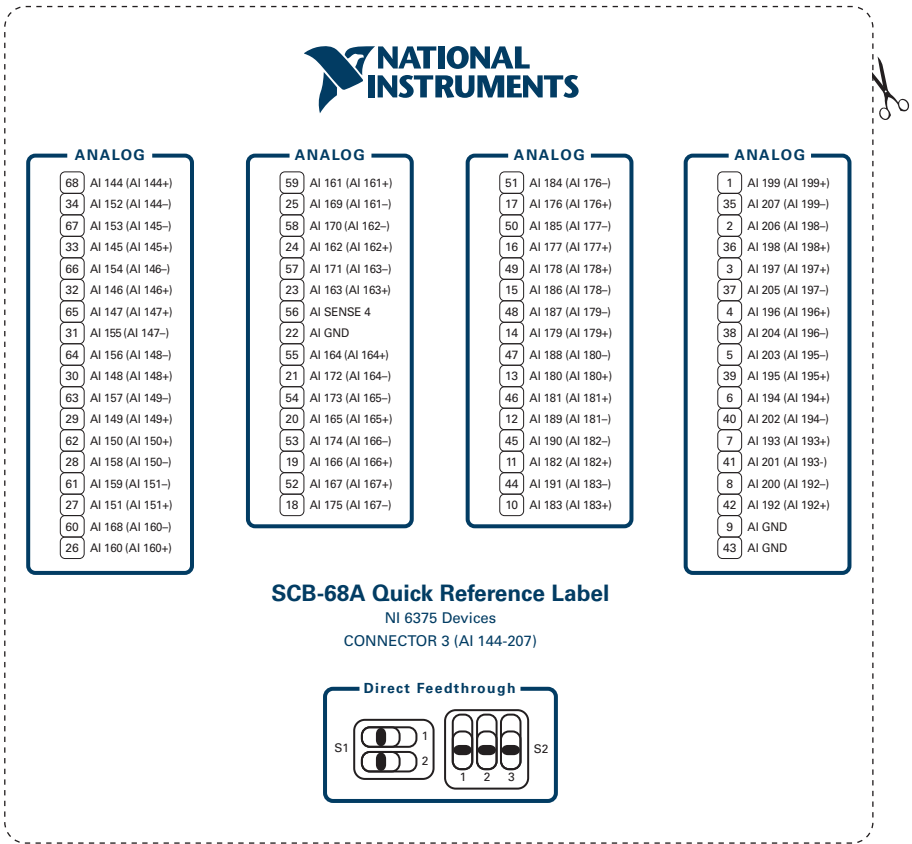 NATIONAL
INSTRUMENTS
ANALOG
68 AI 144 (AI 144+)
34 AI 152 (AI 144–)
67 AI 153 (AI 145–)
33 AI 145 (AI 145+)
66 AI 154 (AI 146–)
32 AI 146 (AI 146+)
65 AI 147 (AI 147+)
31 AI 155 (AI 147–)
64 AI 156 (AI 148–)
30 AI 148 (AI 148+)
63 AI 157 (AI 149–)
29 AI 149 (AI 149+)
62 AI 150 (AI 150+)
28 AI 158 (AI 150–)
61 AI 159 (AI 151–)
27 AI 151 (AI 151+)
60 AI 168 (AI 160–)
26 AI 160 (AI 160+)
ANALOG
59 AI 161 (AI 161+)
25 AI 169 (AI 161–)
58 AI 170 (AI 162–)
24 AI 162 (AI 162+)
57 AI 171 (AI 163–)
23 AI 163 (AI 163+)
56 AI SENSE 4
22 AI GND
55 AI 164 (AI 164+)
21 AI 172 (AI 164–)
54 AI 173 (AI 165–)
20 AI 165 (AI 165+)
53 AI 174 (AI 166–)
19 AI 166 (AI 166+)
52 AI 167 (AI 167+)
18 AI 175 (AI 167–)
ANALOG
51 AI 184 (AI 176–)
17 AI 176 (AI 176+)
50 AI 185 (AI 177–)
16 AI 177 (AI 177+)
49 AI 178 (AI 178+)
15 AI 186 (AI 178–)
48 AI 187 (AI 179–)
14 AI 179 (AI 179+)
47 AI 188 (AI 180–)
13 AI 180 (AI 180+)
46 AI 181 (AI 181+)
12 AI 189 (AI 181–)
45 AI 190 (AI 182–)
11 AI 182 (AI 182+)
44 AI 191 (AI 183–)
10 AI 183 (AI 183+)
ANALOG
1 AI 199 (AI 199+)
35 AI 207 (AI 199–)
2 AI 206 (AI 198–)
36 AI 198 (AI 198+)
3 AI 197 (AI 197+)
37 AI 205 (AI 197–)
4 AI 196 (AI 196+)
38 AI 204 (AI 196–)
5 AI 203 (AI 195–)
39 AI 195 (AI 195+)
6 AI 194 (AI 194+)
40 AI 202 (AI 194–)
7 AI 193 (AI 193+)
41 AI 201 (AI 193-)
8 AI 200 (AI 192–)
42 AI 192 (AI 192+)
9 AI GND
43 AI GND
SCB-68A Quick Reference Label
NI 6375 Devices
CONNECTOR 3 (AI 144-207)
Direct Feedthrough
S1
1
2
S2
1 2 3